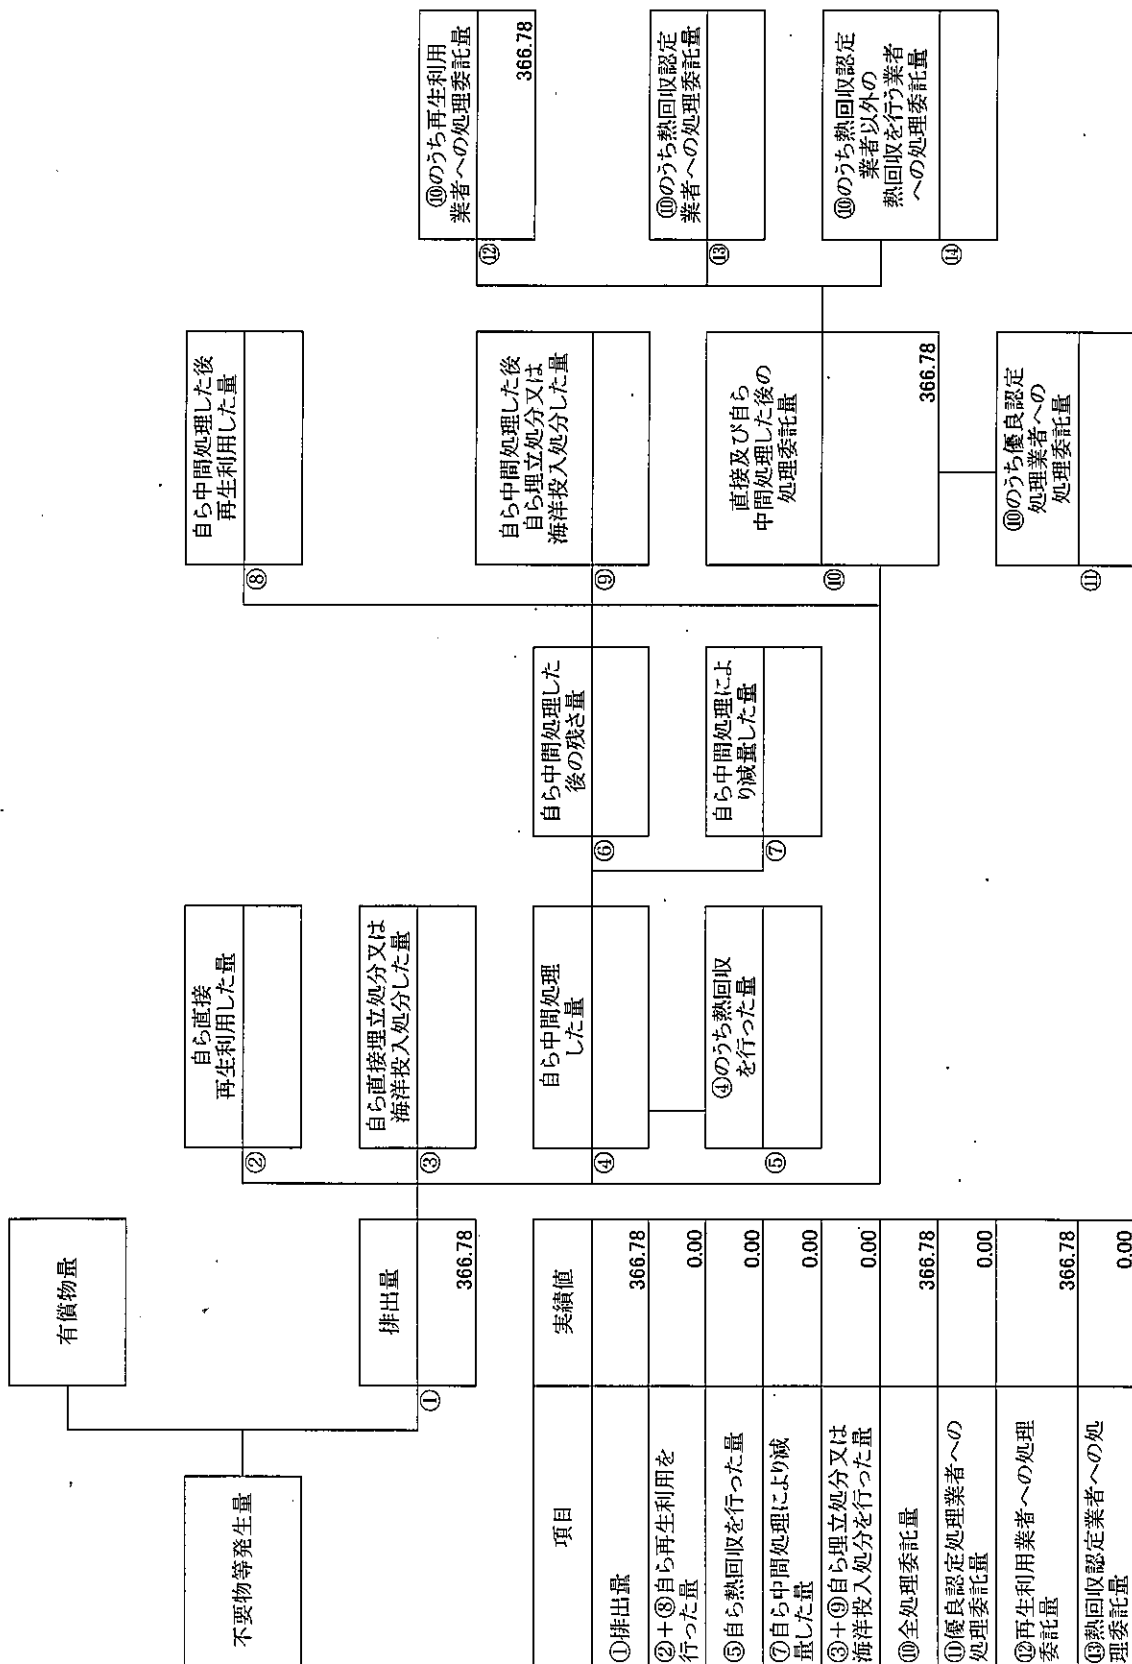 不要物等発生量
有償物量
排出量
①
366.78
自ら直接
再生利用した量
②
自ら直接埋立処分又は
海洋投入処分した量
③
自ら中間処理
した量
④
④のうち熱回収
を行った量
⑤
自ら中間処理した
後の残さ量
⑥
自ら中間処理によ
り減量した量
⑦
自ら中間処理した後
再生利用した量
⑧
自ら中間処理した後
自ら埋立処分又は
海洋投入処分した量
⑨
直接及び自ら
中間処理した後の
処理委託量
⑩
366.78
⑩のうち優良認定
処理業者への
処理委託量
⑪
⑩のうち再生利用
業者への処理委託量
⑫
366.78
⑩のうち熱回収認定
業者への処理委託量
⑬
⑩のうち熱回収認定
業者以外の
熱回収を行う業者
への処理委託量
⑭
項目
実績値
①排出量
366.78
②+⑧自ら再生利用を
行った量
0.00
⑤自ら熱回収を行った量
0.00
⑦自ら中間処理により減
量した量
0.00
③+⑨自ら埋立処分又は
海洋投入処分を行った量
0.00
⑩全処理委託量
366.78
⑪優良認定処理業者への
処理委託量
0.00
⑫再生利用業者への処理
委託量
366.78
⑬熱回収認定業者への処
理委託量
0.00